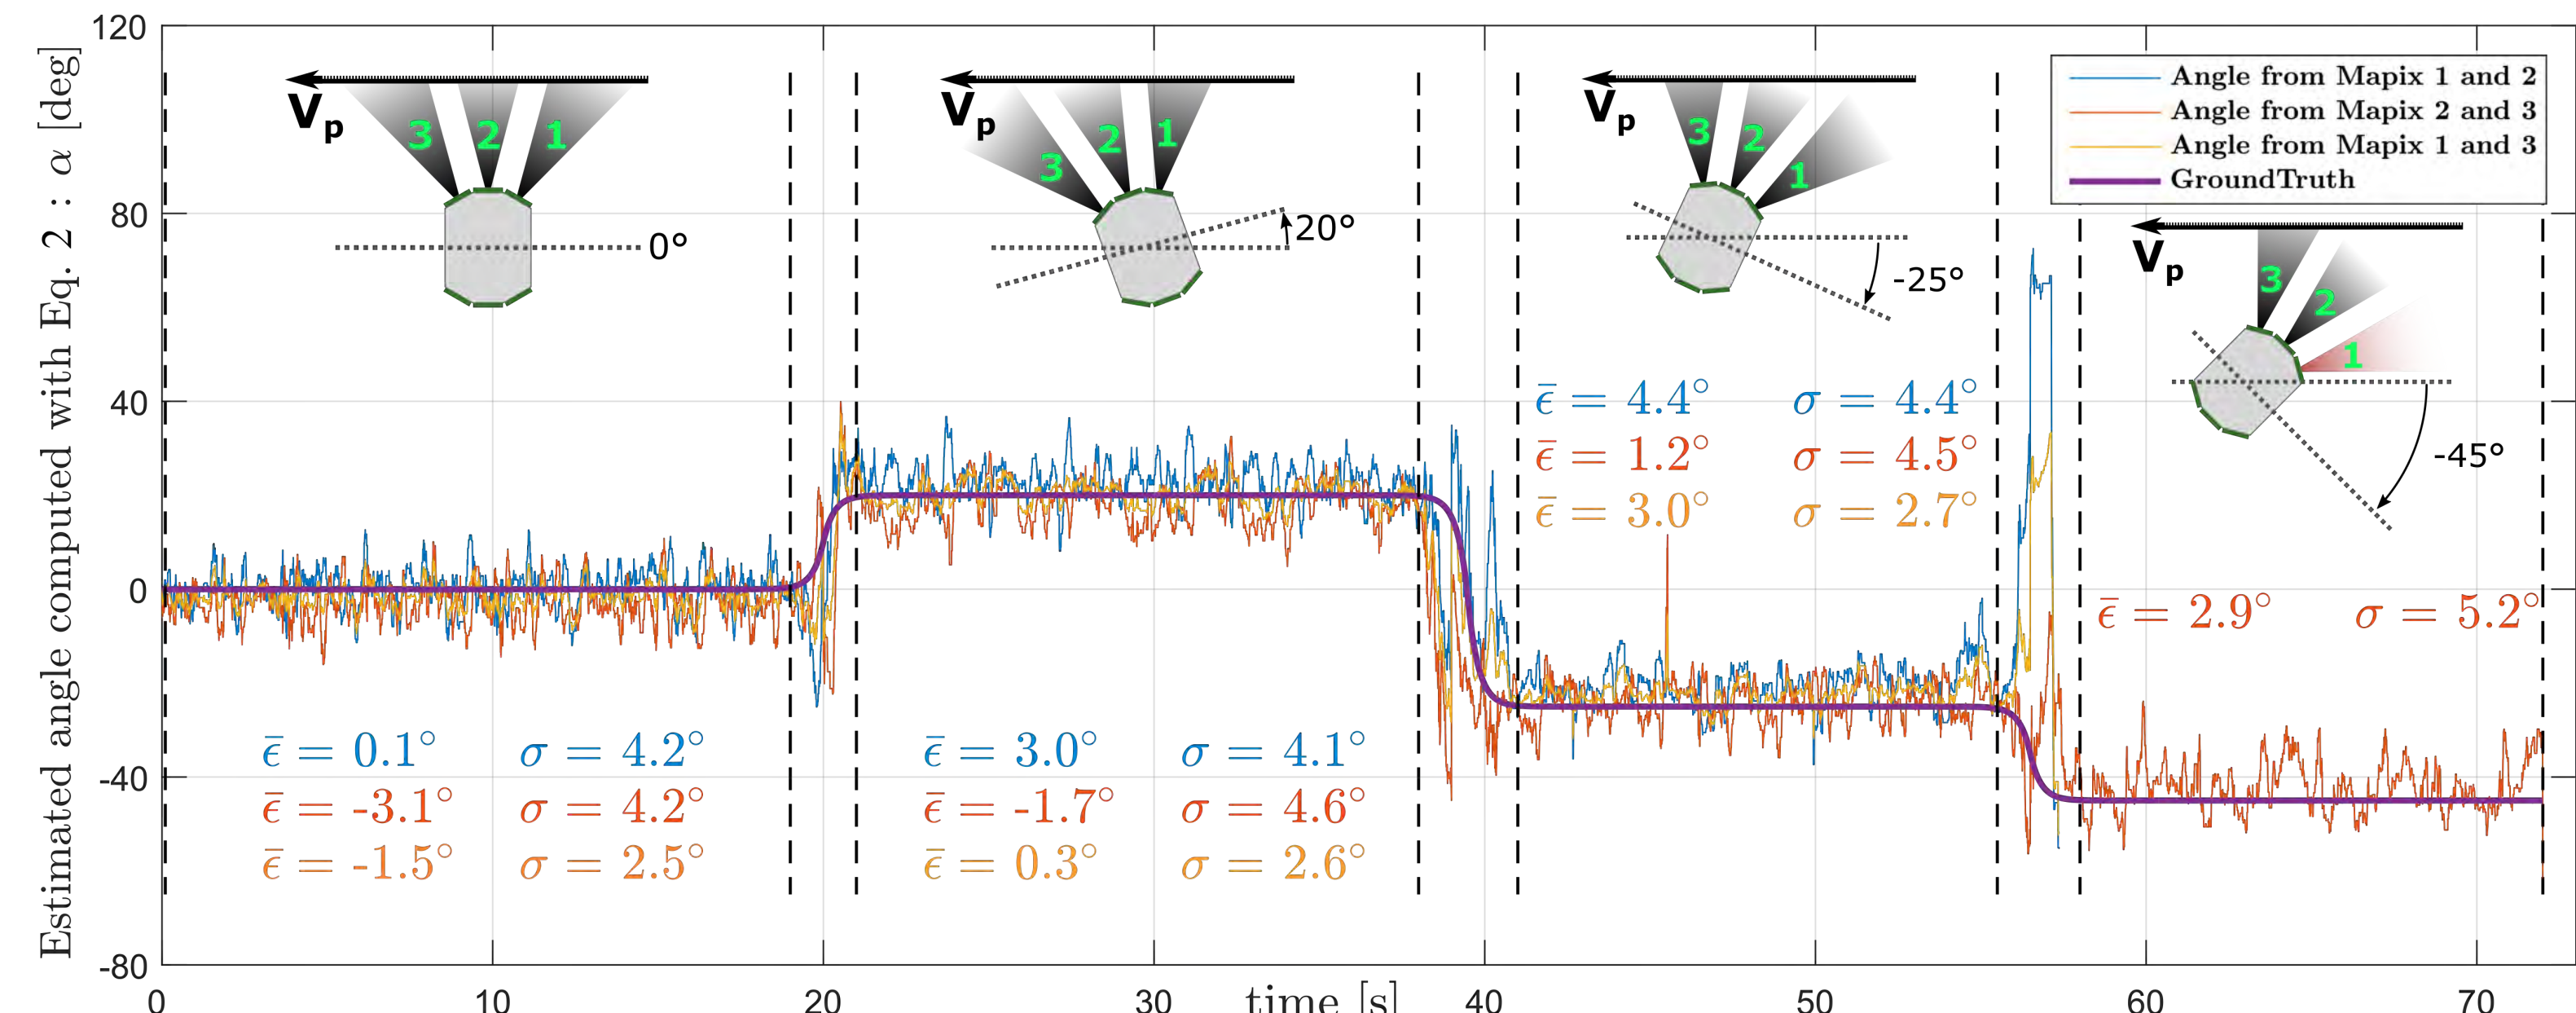 Estimated angle computed with Eq. 2 : α [deg]
120
80
40
0
-40
-80
Vp
3 2 1
0°
Vp
3 2 1
20°
Vp
3 2 1
-25°
Angle from Mapix 1 and 2
Angle from Mapix 2 and 3
Angle from Mapix 1 and 3
GroundTruth
Vp
3 2 1
-45°
ϵ̄ = 0.1° σ = 4.2°
ϵ̄ = -3.1° σ = 4.2°
ϵ̄ = -1.5° σ = 2.5°
ϵ̄ = 3.0° σ = 4.1°
ϵ̄ = -1.7° σ = 4.6°
ϵ̄ = 0.3° σ = 2.6°
ϵ̄ = 4.4° σ = 4.4°
ϵ̄ = 1.2° σ = 4.5°
ϵ̄ = 3.0° σ = 2.7°
ϵ̄ = 2.9° σ = 5.2°
0 10 20 30 40 50 60 70
time [s]